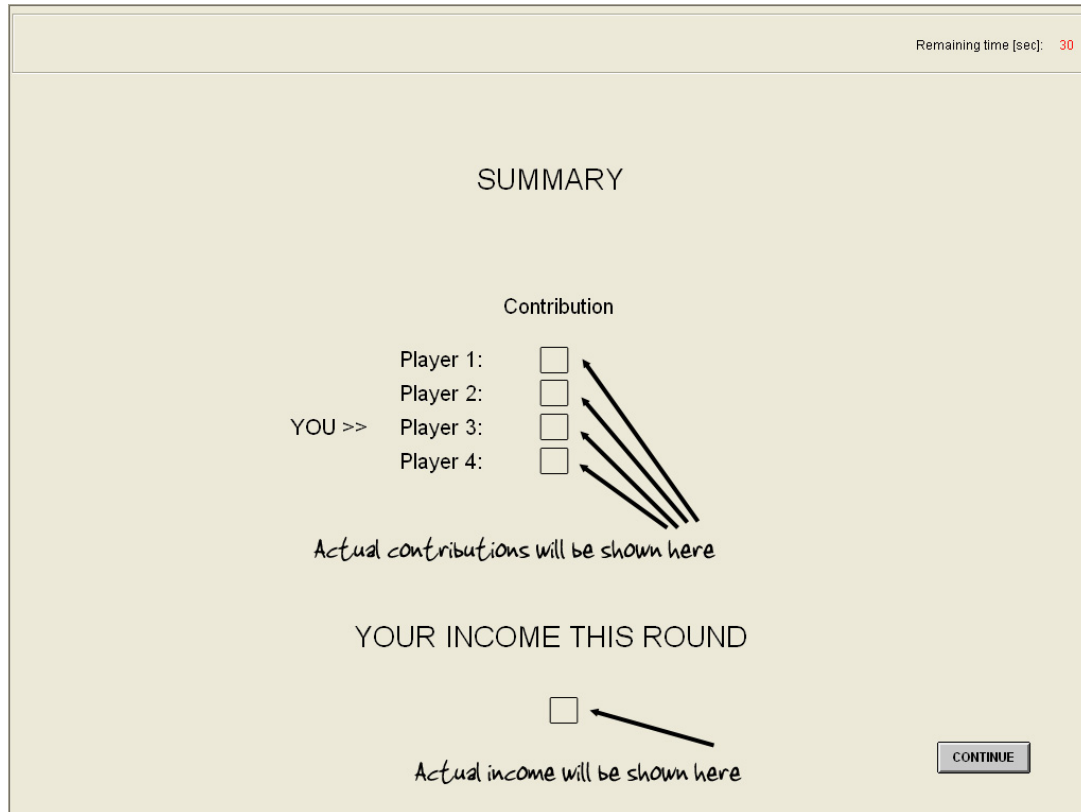 Remaining time [sec]: 30
SUMMARY
Contribution
Player 1:
Player 2:
YOU >> Player 3:
Player 4:
Actual contributions will be shown here
YOUR INCOME THIS ROUND
Actual income will be shown here
CONTINUE